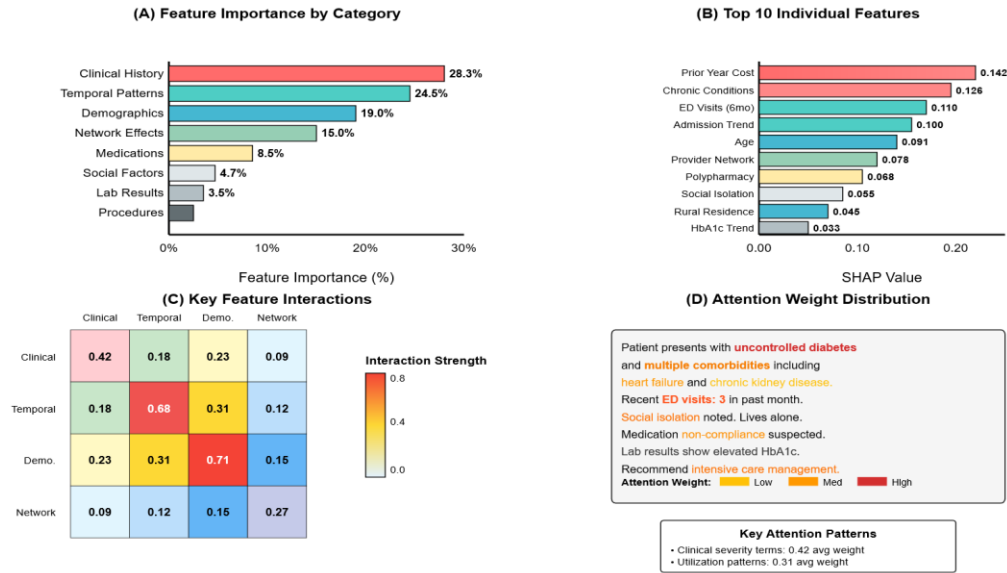 (A) Feature Importance by Category
Clinical History 28.3%
Temporal Patterns 24.5%
Demographics 19.0%
Network Effects 15.0%
Medications 8.5%
Social Factors 4.7%
Lab Results 3.5%
Procedures
0% 10% 20% 30%
Feature Importance (%)
(B) Top 10 Individual Features
Prior Year Cost 0.142
Chronic Conditions 0.126
ED Visits (6mo) 0.110
Admission Trend 0.100
Age 0.091
Provider Network 0.078
Polypharmacy 0.068
Social Isolation 0.055
Rural Residence 0.045
HbA1c Trend 0.033
0.00 0.10 0.20
SHAP Value
(C) Key Feature Interactions
Clinical Temporal Demo. Network
Clinical 0.42 0.18 0.23 0.09
Temporal 0.18 0.68 0.31 0.12
Demo. 0.23 0.31 0.71 0.15
Network 0.09 0.12 0.15 0.27
Interaction Strength
0.8
0.4
0.0
(D) Attention Weight Distribution
Patient presents with uncontrolled diabetes
and multiple comorbidities including
heart failure and chronic kidney disease.
Recent ED visits: 3 in past month.
Social isolation noted. Lives alone.
Medication non-compliance suspected.
Lab results show elevated HbA1c.
Recommend intensive care management.
Attention Weight: Low Med High
Key Attention Patterns
• Clinical severity terms: 0.42 avg weight
• Utilization patterns: 0.31 avg weight